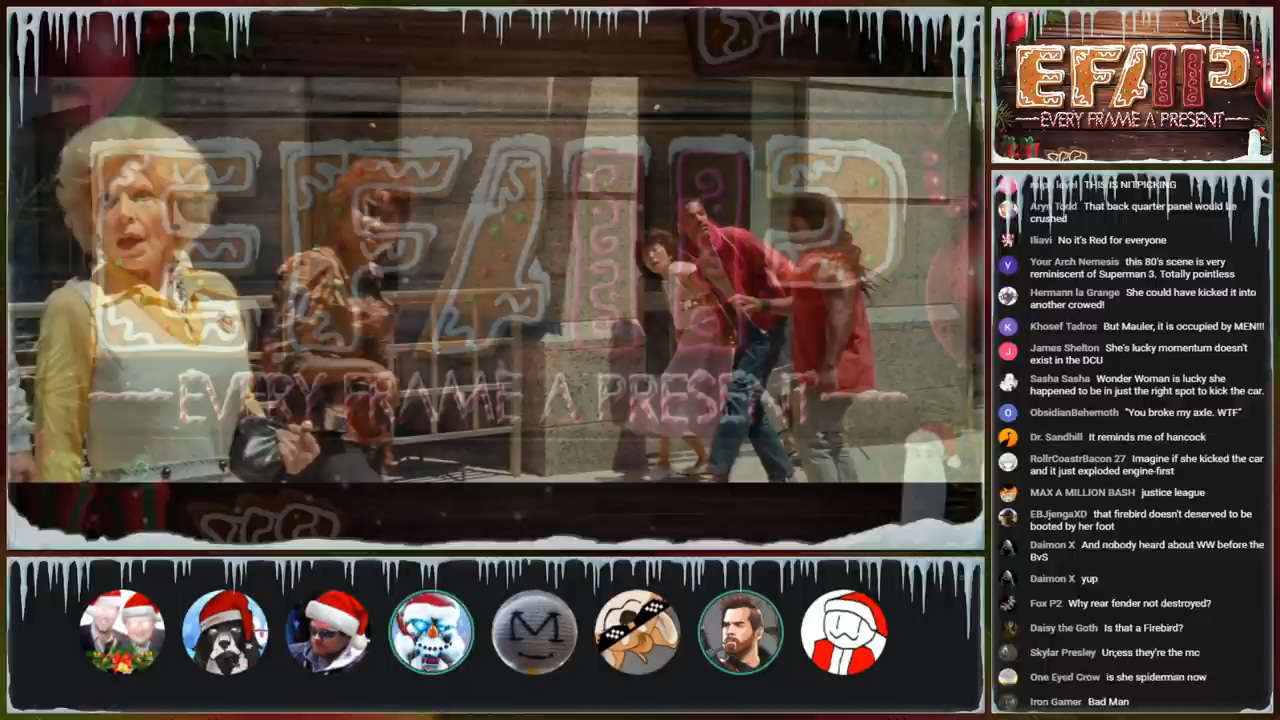 EFAP
EVERY FRAME A PRESENT
EFAP
EVERY FRAME A PRESENT
THIS IS NITPICKING
Aryn Todd That back quarter panel would be
crushed
Iliavi No it's Red for everyone
Y Your Arch Nemesis this 80's scene is very
reminiscent of Superman 3. Totally pointless
Hermann la Grange She could have kicked it into
another crowed!
K Khosef Tadros But Mauler, it is occupied by MEN!!!
J James Shelton She's lucky momentum doesn't
exist in the DCU
Sasha Sasha Wonder Woman is lucky she
happened to be in just the right spot to kick the car.
O ObsidianBehemoth "You broke my axle. WTF"
Dr. Sandhill It reminds me of hancock
RollrCoastrBacon 27 Imagine if she kicked the car
and it just exploded engine-first
MAX A MILLION BASH justice league
EBJjengaXD that firebird doesn't deserved to be
booted by her foot
Daimon X And nobody heard about WW before the
BvS
Daimon X yup
Fox P2 Why rear fender not destroyed?
Daisy the Goth Is that a Firebird?
Skylar Presley Un;ess they're the mc
One Eyed Crow is she spiderman now
Iron Gamer Bad Man
M